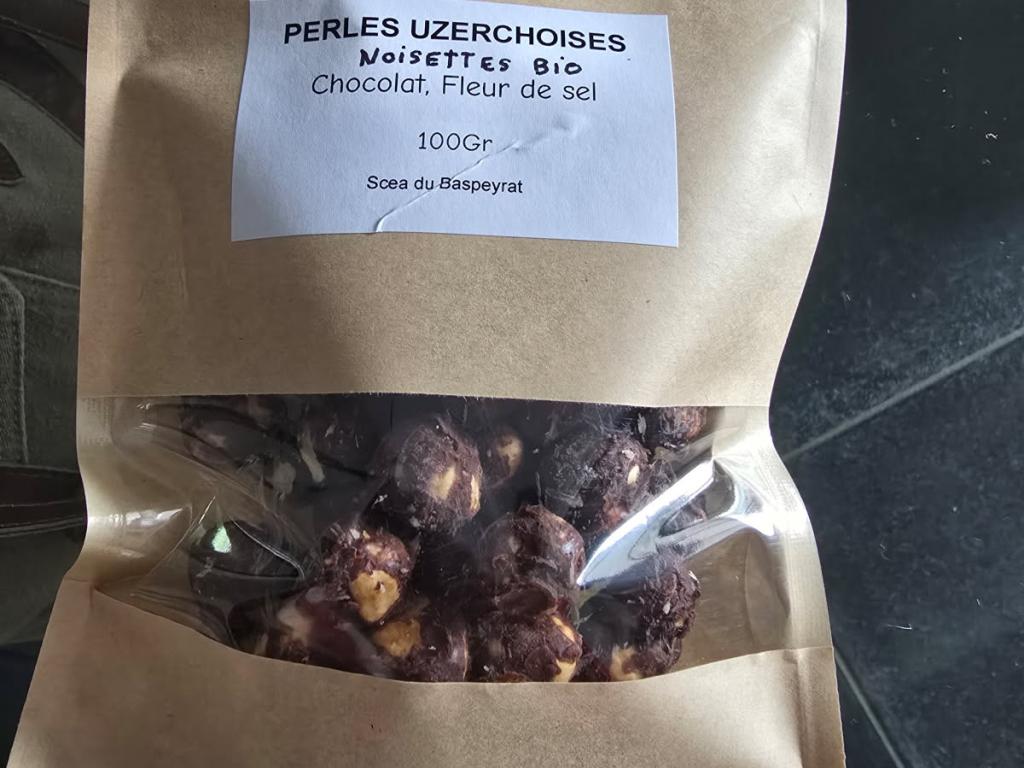 PERLES UZERCHOISES
NOISETTES BIO
Chocolat, Fleur de sel
100Gr
Scea du Baspeyrat